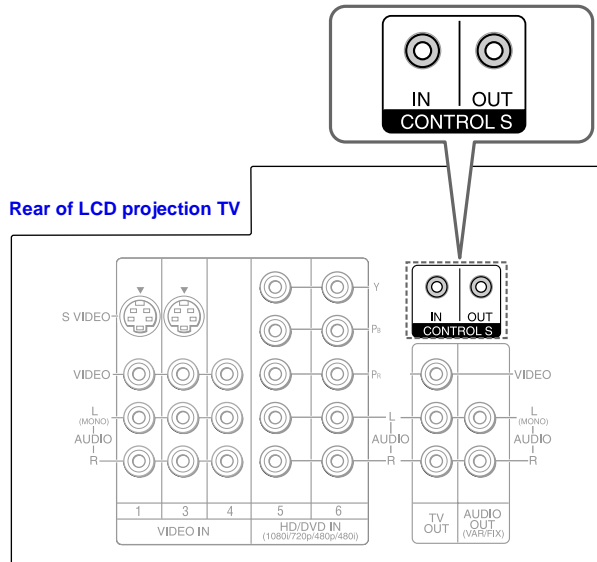 IN OUT
CONTROL S
Rear of LCD projection TV
Y
IN OUT
CONTROL S
S VIDEO
PB
VIDEO
PR
VIDEO
L
(MONO)
AUDIO
R
L
AUDIO
R
L
(MONO)
AUDIO
R
1 3 4 5 6
VIDEO IN
HD/DVD IN
(1080i/720p/480p/480i)
TV
OUT
AUDIO
OUT
(VAR/FIX)